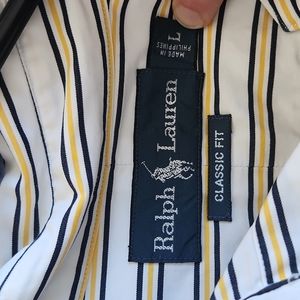 L
MADE IN
PHILIPPINES
Ralph Lauren
CLASSIC FIT